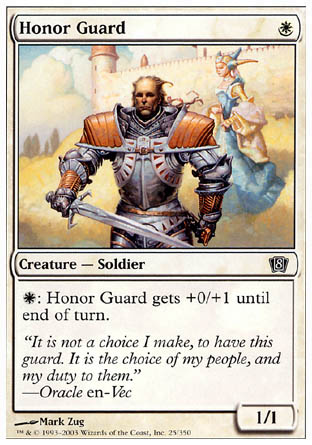 Honor Guard
Creature — Soldier
8
: Honor Guard gets +0/+1 until
end of turn.
"It is not a choice I make, to have this
guard. It is the choice of my people, and
my duty to them."
—Oracle en-Vec
Mark Zug
™ & © 1993–2003 Wizards of the Coast, Inc. 25/350
1/1